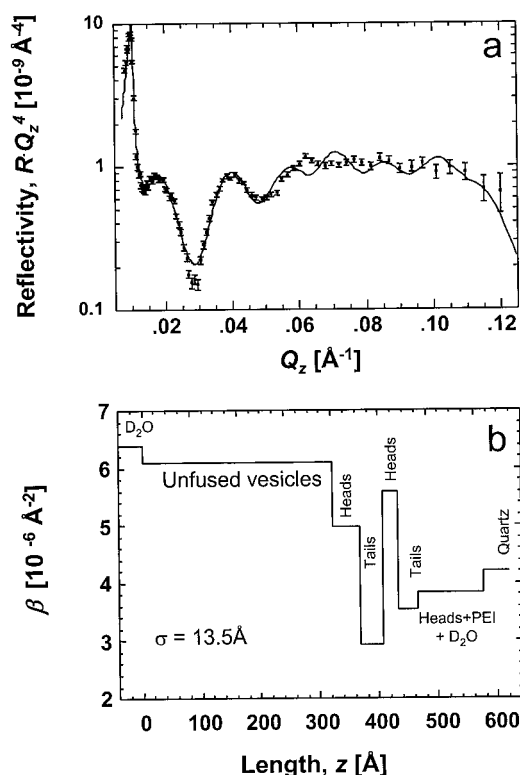 a
Reflectivity, R·Q_z^4 [10^-9 Å^-4]
1
0.1
.02
.04
.06
.08
.10
.12
Q_z [Å^-1]
b
β [10^-6 Å^-2]
7
6
5
4
3
2
D₂O
Unfused vesicles
Heads
Tails
Heads
Tails
Quartz
Heads+PEI
+ D₂O
σ = 13.5Å
0
100
200
300
400
500
600
Length, z [Å]